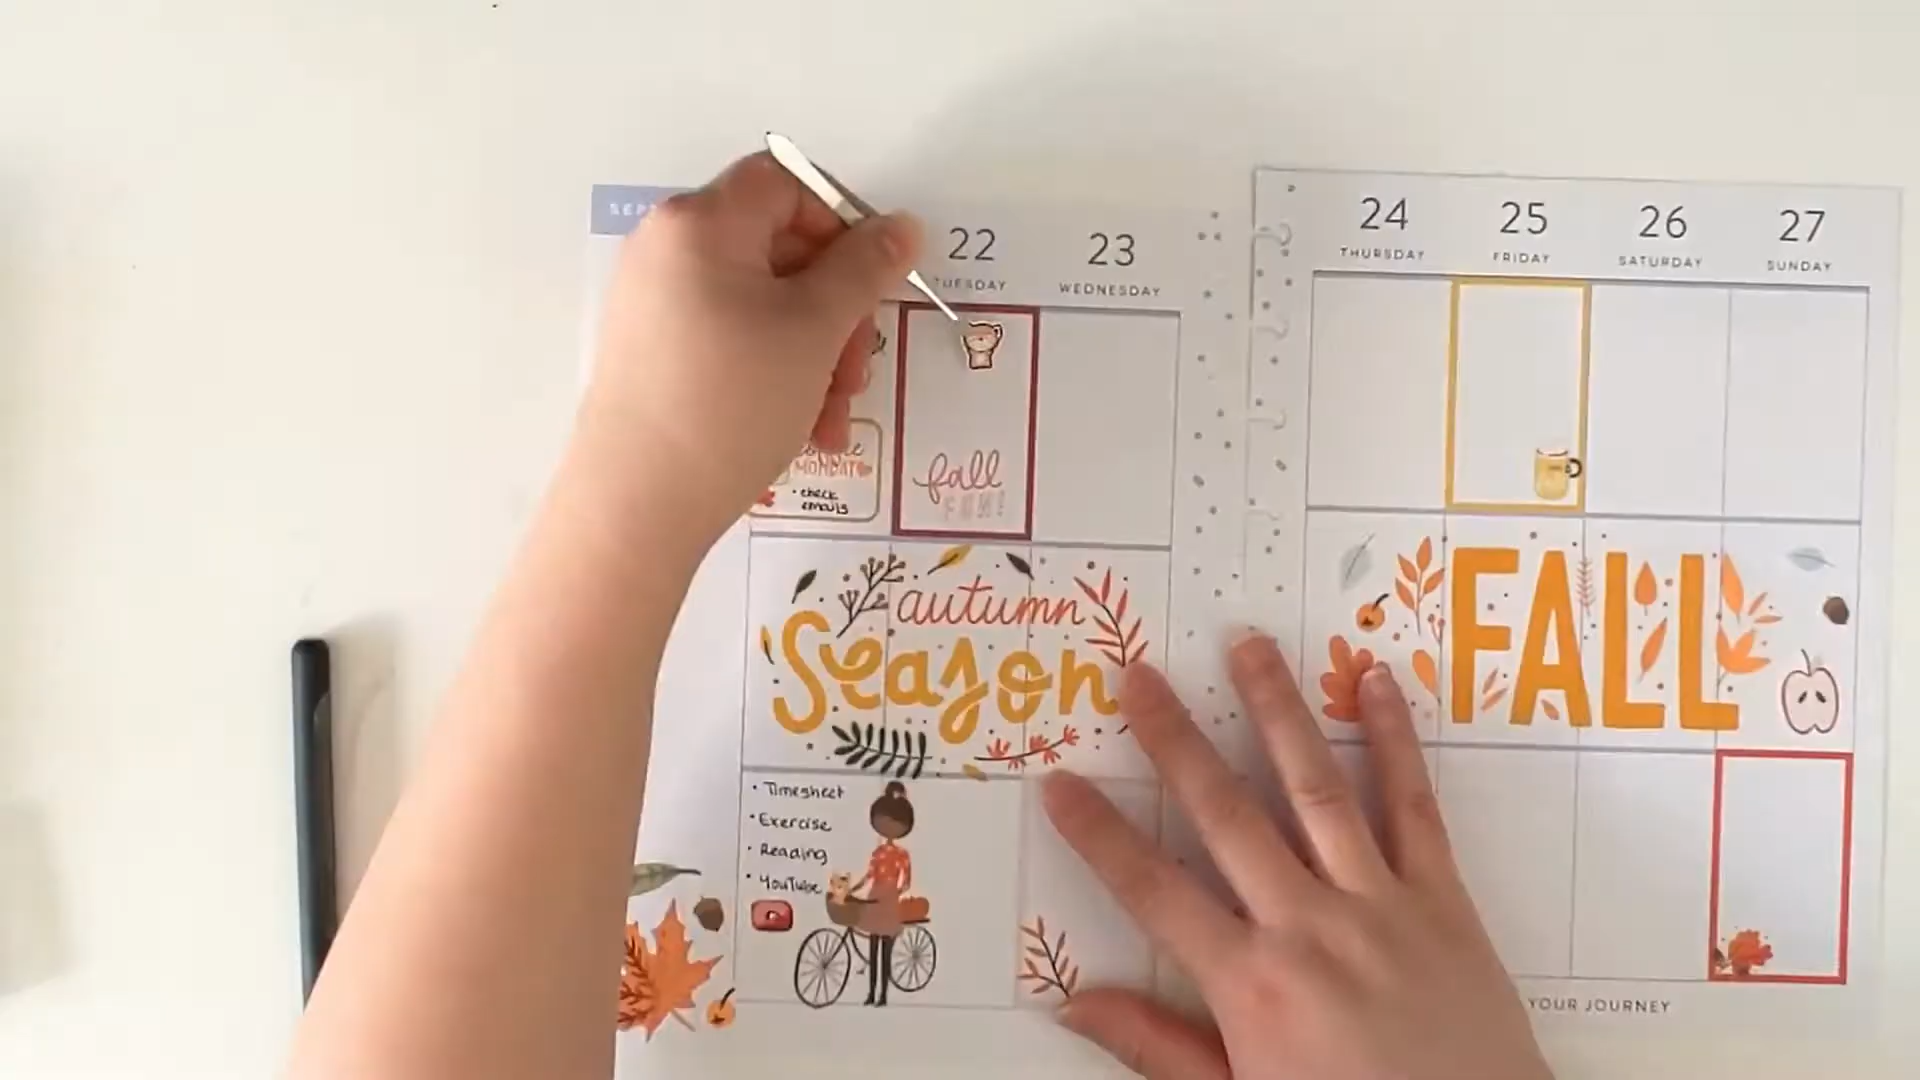 22
TUESDAY
23
WEDNESDAY
24
THURSDAY
25
FRIDAY
26
SATURDAY
27
SUNDAY
MONDAY
• check
emails
fall
FUN!
autumn
Season
FALL
• Timesheet
• Exercise
• Reading
• YouTube
YOUR JOURNEY